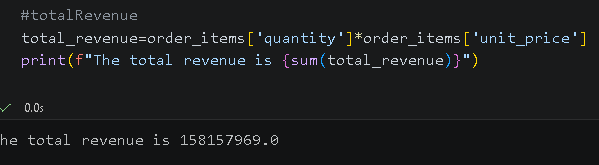 #totalRevenue
total_revenue=order_items['quantity']*order_items['unit_price']
print(f"The total revenue is {sum(total_revenue)}")
0.0s
he total revenue is 158157969.0